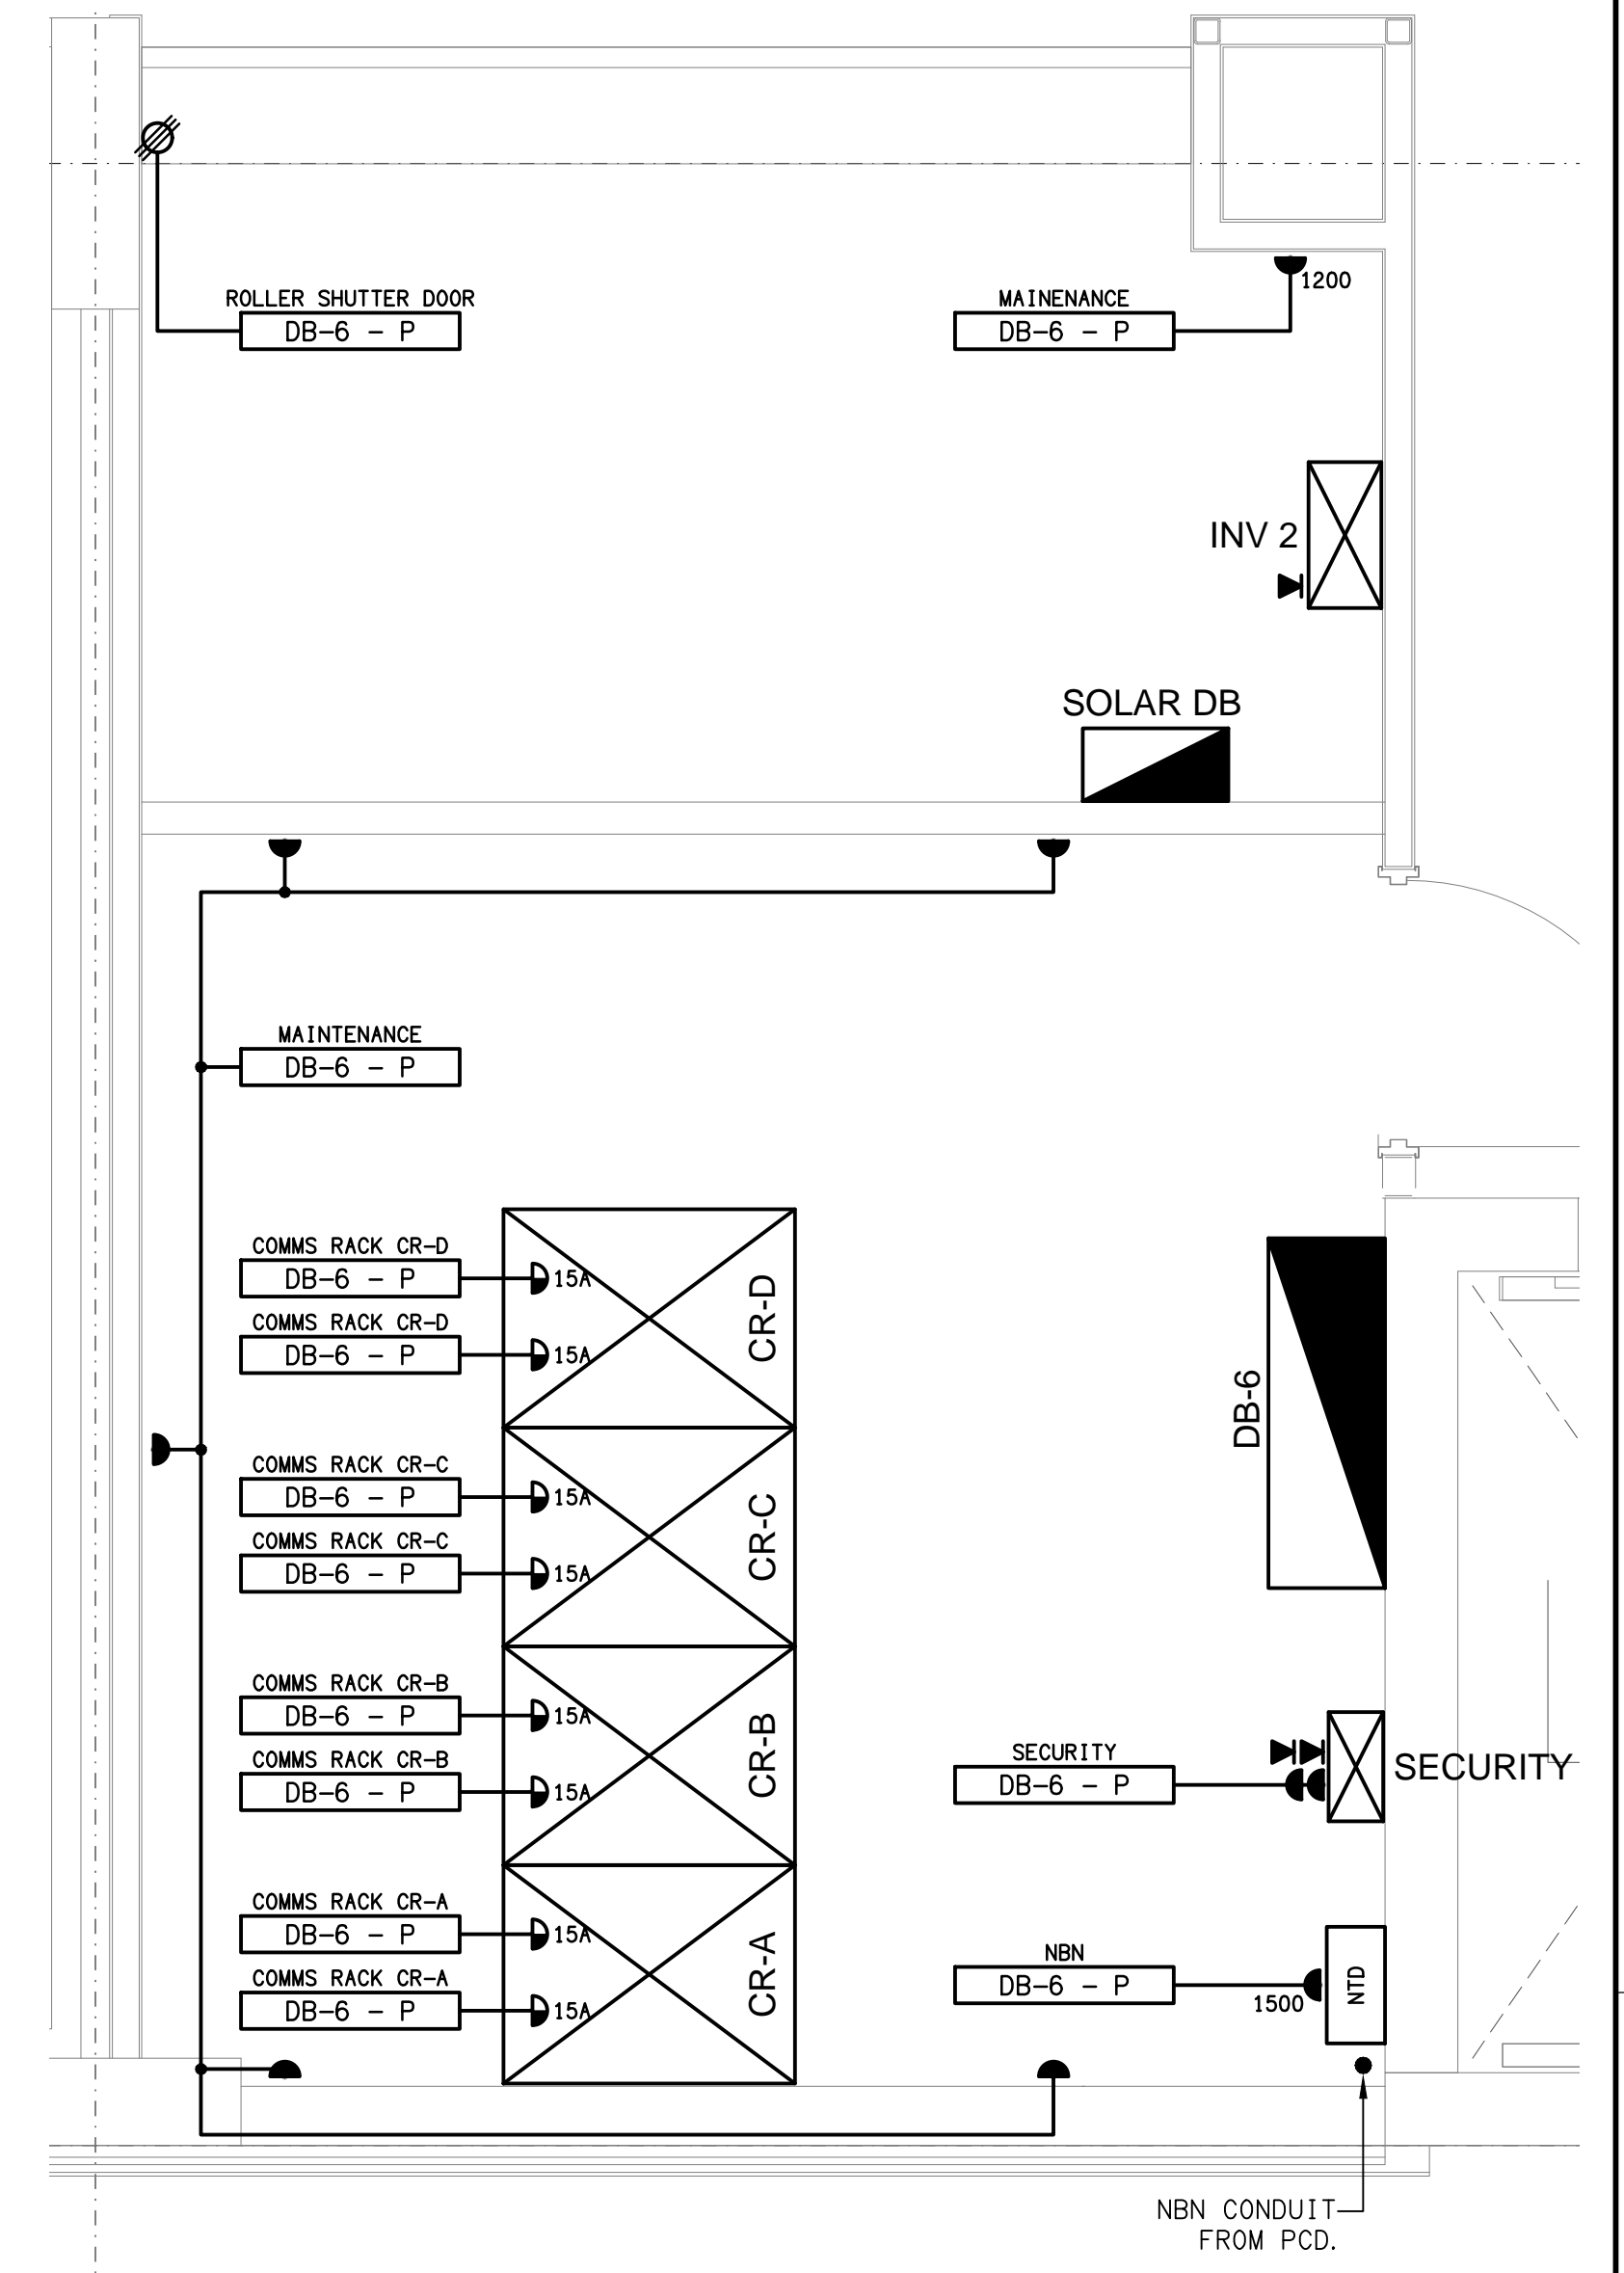 ROLLER SHUTTER DOOR
DB-6 - P
MAINENANCE
DB-6 - P
1200
INV 2
SOLAR DB
MAINTENANCE
DB-6 - P
COMMS RACK CR-D
DB-6 - P
15A
COMMS RACK CR-D
DB-6 - P
15A
CR-D
DB-6
COMMS RACK CR-C
DB-6 - P
15A
COMMS RACK CR-C
DB-6 - P
15A
CR-C
COMMS RACK CR-B
DB-6 - P
15A
COMMS RACK CR-B
DB-6 - P
15A
CR-B
SECURITY
DB-6 - P
SECURITY
COMMS RACK CR-A
DB-6 - P
15A
COMMS RACK CR-A
DB-6 - P
15A
CR-A
NBN
DB-6 - P
1500
NTD
NBN CONDUIT
FROM PCD.